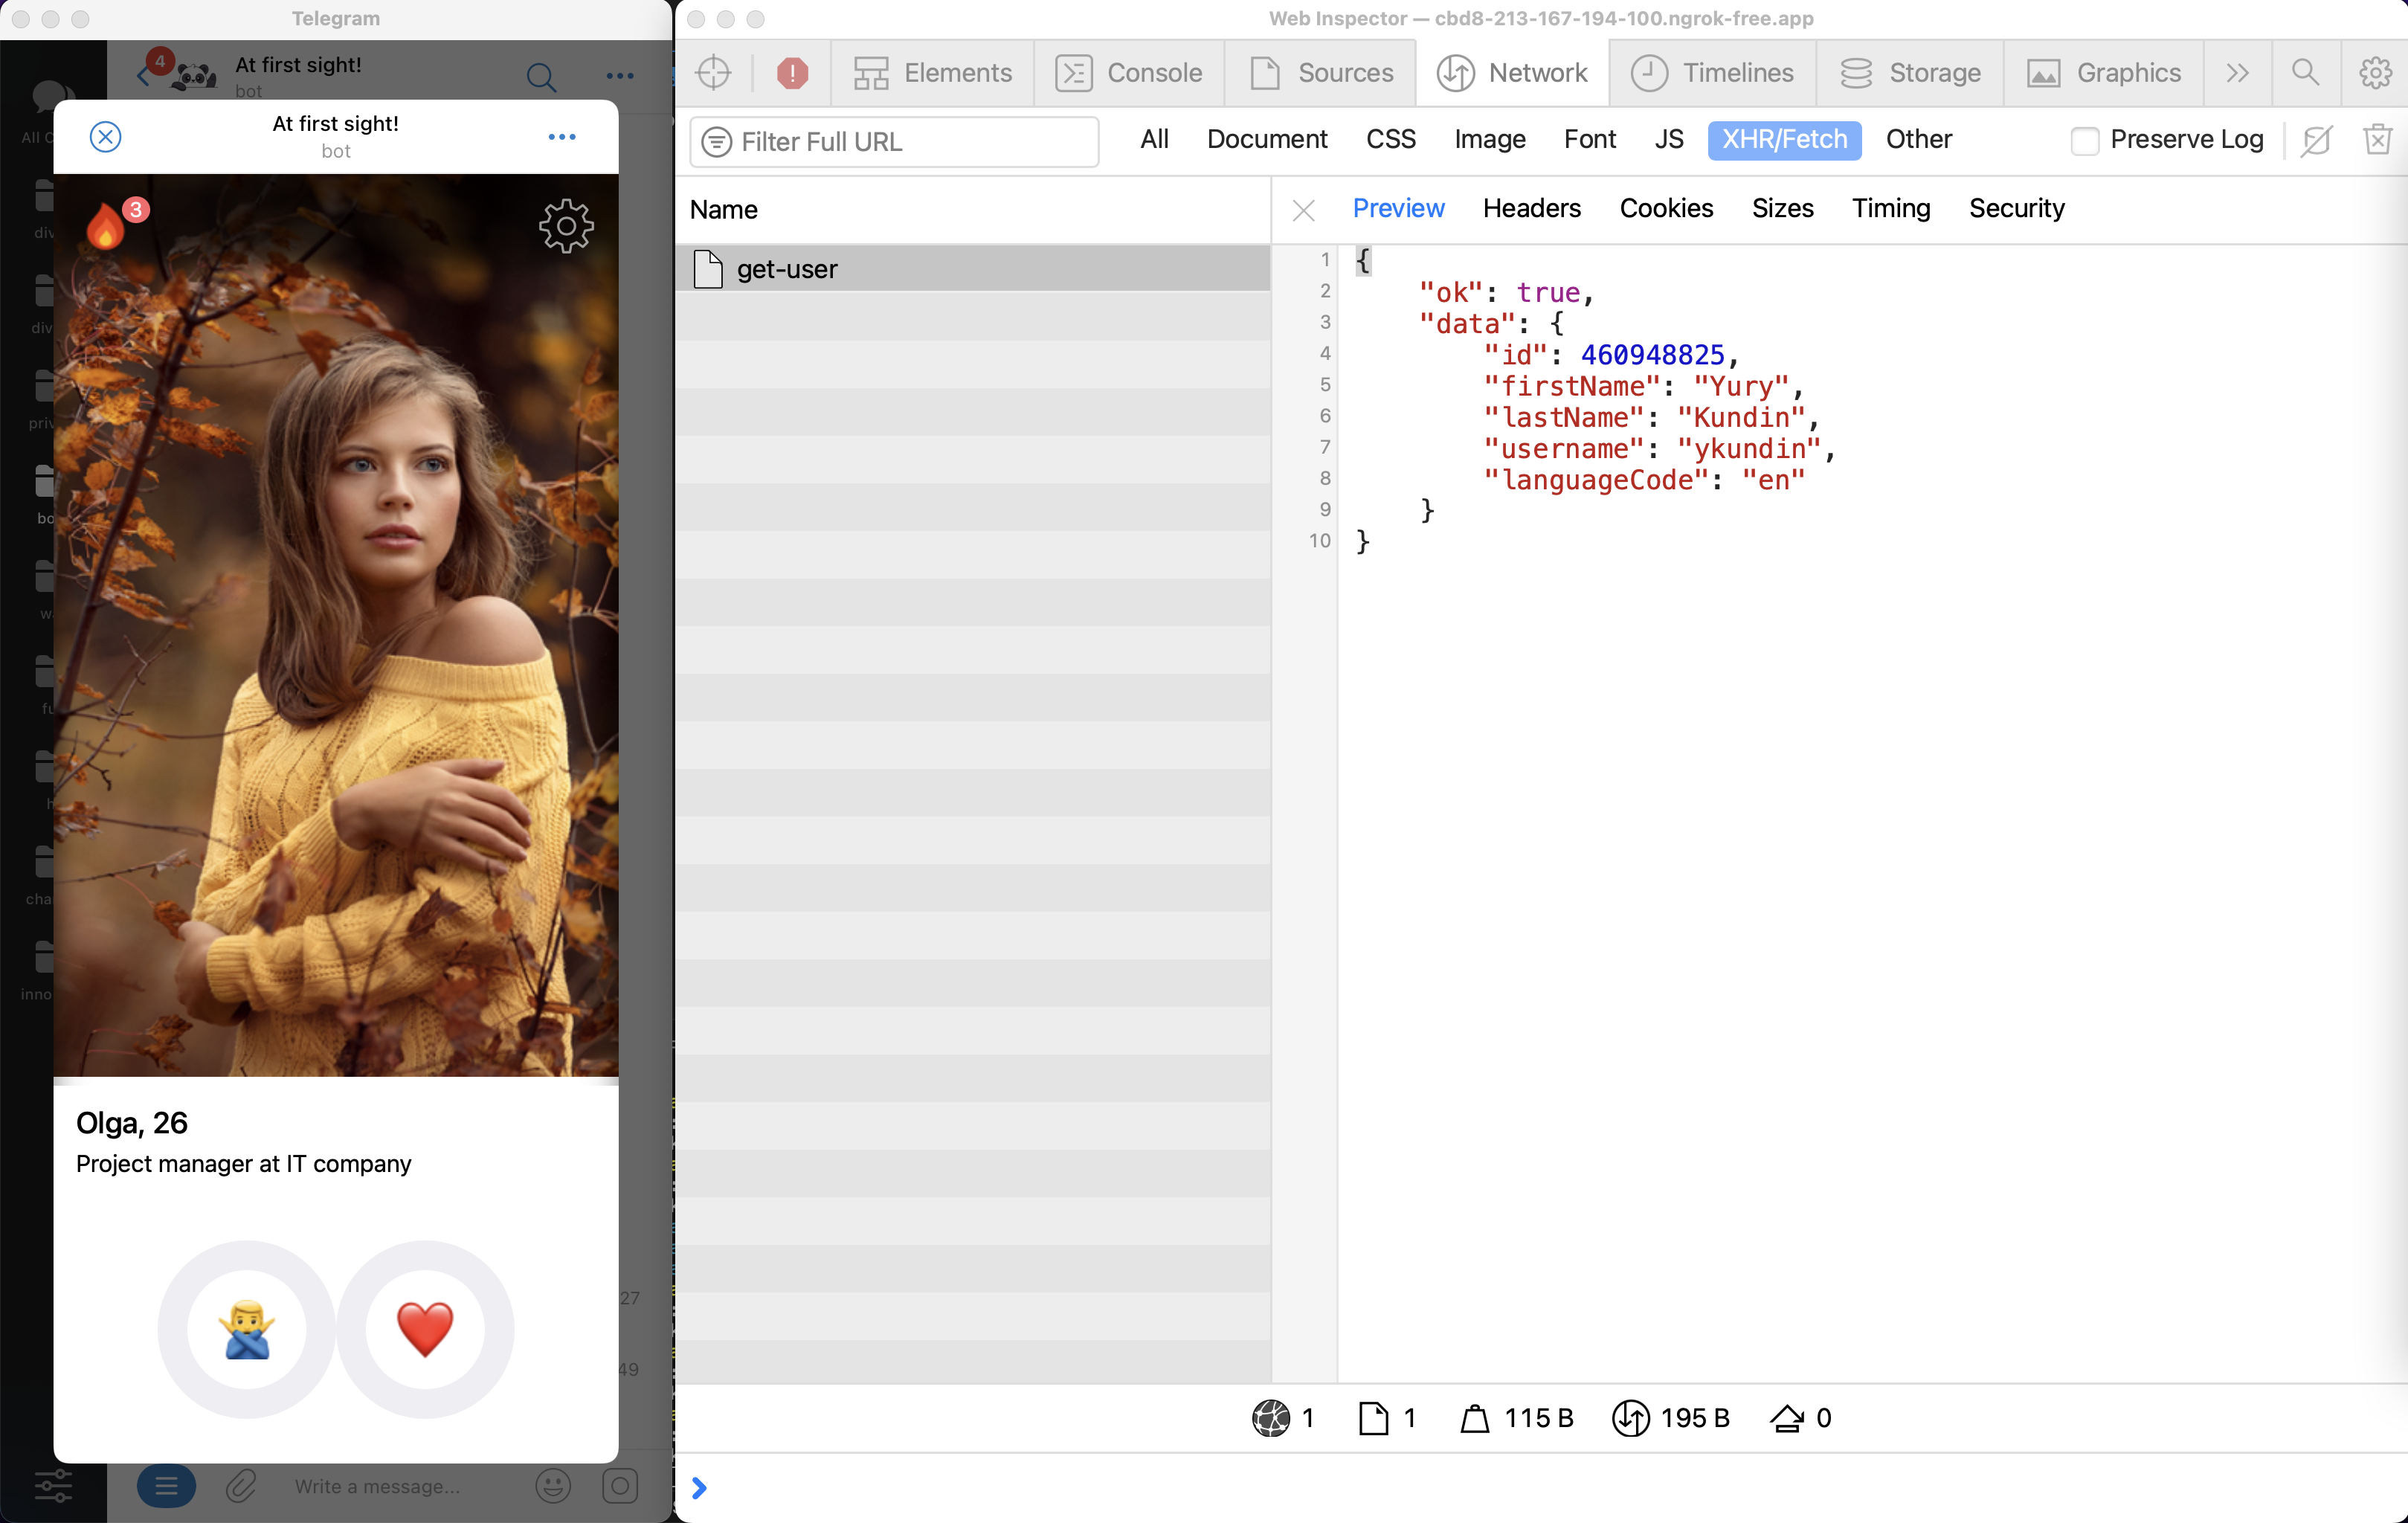 Telegram
4
At first sight!
bot
All C
At first sight!
bot
3
div
div
priv
bo
w
fu
h
cha
inno
Olga, 26
Project manager at IT company
27
49
Write a message...
Web Inspector — cbd8-213-167-194-100.ngrok-free.app
Elements
Console
Sources
Network
Timelines
Storage
Graphics
Filter Full URL
All
Document
CSS
Image
Font
JS
XHR/Fetch
Other
Preserve Log
Name
get-user
Preview
Headers
Cookies
Sizes
Timing
Security
1 {
2 "ok": true,
3 "data": {
4 "id": 460948825,
5 "firstName": "Yury",
6 "lastName": "Kundin",
7 "username": "ykundin",
8 "languageCode": "en"
9 }
10 }
1
1
115 B
195 B
0